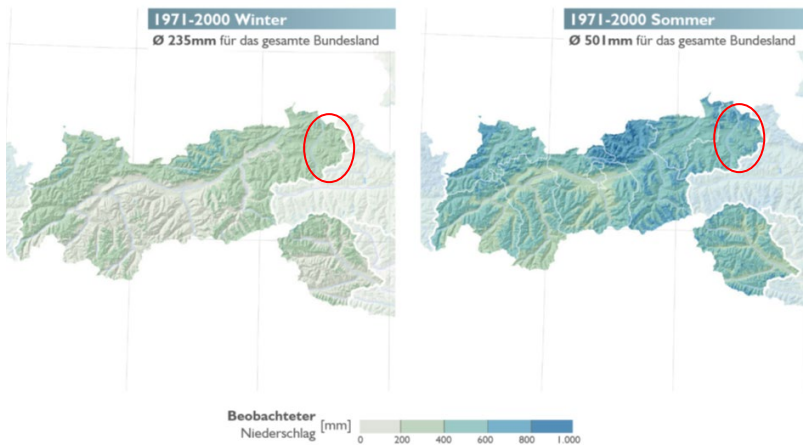 1971-2000 Winter
Ø 235mm für das gesamte Bundesland
1971-2000 Sommer
Ø 501mm für das gesamte Bundesland
Beobachteter
Niederschlag [mm]
0 200 400 600 800 1.000